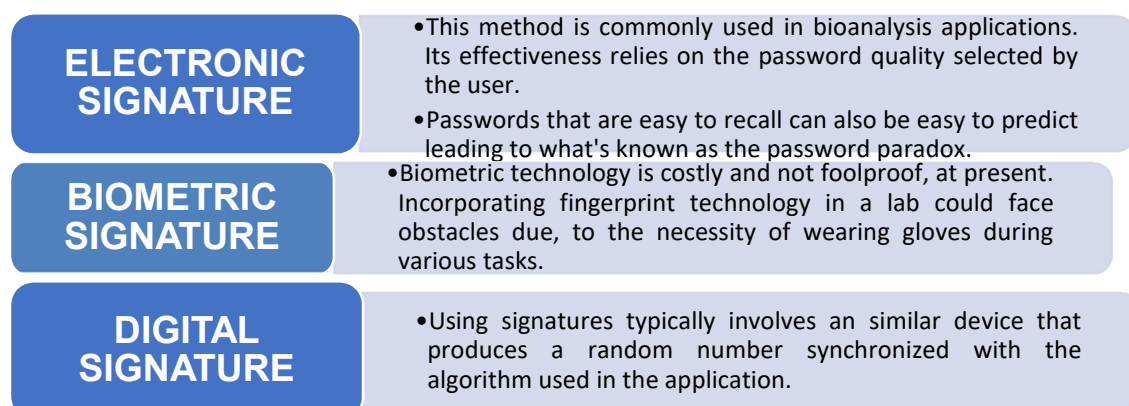 ELECTRONIC
SIGNATURE
•This method is commonly used in bioanalysis applications.
Its effectiveness relies on the password quality selected by
the user.
•Passwords that are easy to recall can also be easy to predict
leading to what's known as the password paradox.
BIOMETRIC
SIGNATURE
•Biometric technology is costly and not foolproof, at present.
Incorporating fingerprint technology in a lab could face
obstacles due, to the necessity of wearing gloves during
various tasks.
DIGITAL
SIGNATURE
•Using signatures typically involves an similar device that
produces a random number synchronized with the
algorithm used in the application.